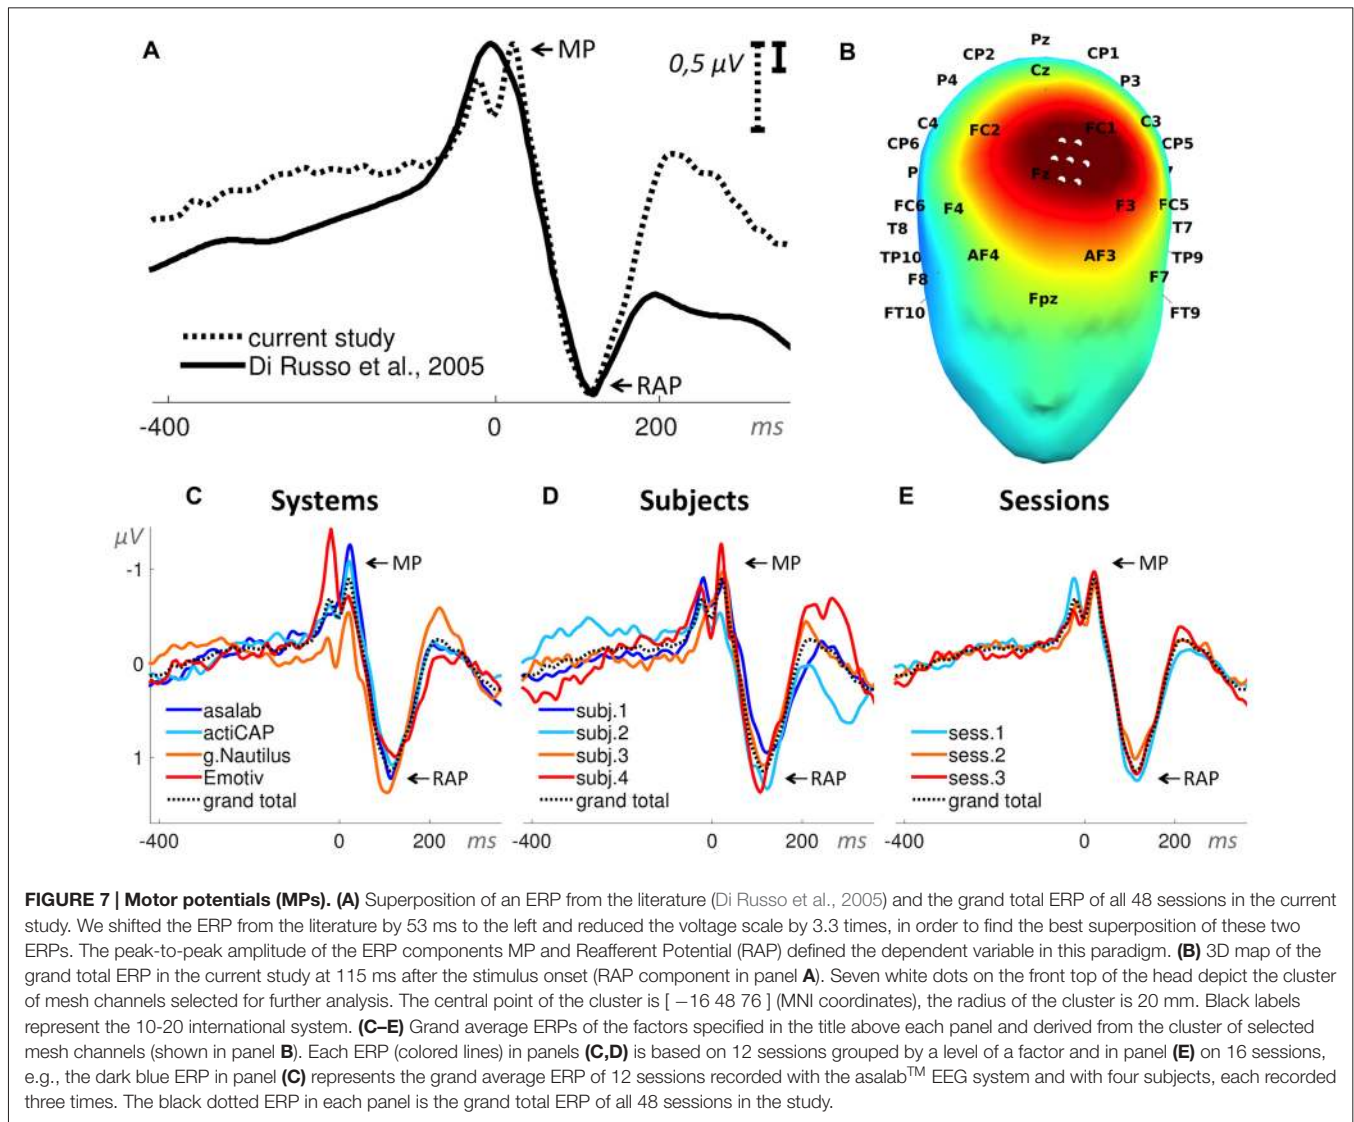 A
MP
0,5 µV
current study
Di Russo et al., 2005
RAP
-400
0
200
ms
B
Pz
CP2
CP1
Cz
P4
P3
C4
FC2
FC1
C3
CP6
CP5
P
Fz
7
FC6
F4
F3
FC5
T8
T7
TP10
AF4
AF3
TP9
F8
F7
Fpz
FT10
FT9
C
Systems
µV
-1
0
1
MP
asalab
actiCAP
g.Nautilus
Emotiv
grand total
RAP
-400
0
200
ms
D
Subjects
MP
subj.1
subj.2
subj.3
subj.4
grand total
RAP
-400
0
200
ms
E
Sessions
MP
sess.1
sess.2
sess.3
grand total
RAP
-400
0
200
ms
FIGURE 7 | Motor potentials (MPs). (A) Superposition of an ERP from the literature (Di Russo et al., 2005) and the grand total ERP of all 48 sessions in the current
study. We shifted the ERP from the literature by 53 ms to the left and reduced the voltage scale by 3.3 times, in order to find the best superposition of these two
ERPs. The peak-to-peak amplitude of the ERP components MP and Reafferent Potential (RAP) defined the dependent variable in this paradigm. (B) 3D map of the
grand total ERP in the current study at 115 ms after the stimulus onset (RAP component in panel A). Seven white dots on the front top of the head depict the cluster
of mesh channels selected for further analysis. The central point of the cluster is [ −16 48 76 ] (MNI coordinates), the radius of the cluster is 20 mm. Black labels
represent the 10-20 international system. (C–E) Grand average ERPs of the factors specified in the title above each panel and derived from the cluster of selected
mesh channels (shown in panel B). Each ERP (colored lines) in panels (C,D) is based on 12 sessions grouped by a level of a factor and in panel (E) on 16 sessions,
e.g., the dark blue ERP in panel (C) represents the grand average ERP of 12 sessions recorded with the asalab™ EEG system and with four subjects, each recorded
three times. The black dotted ERP in each panel is the grand total ERP of all 48 sessions in the study.